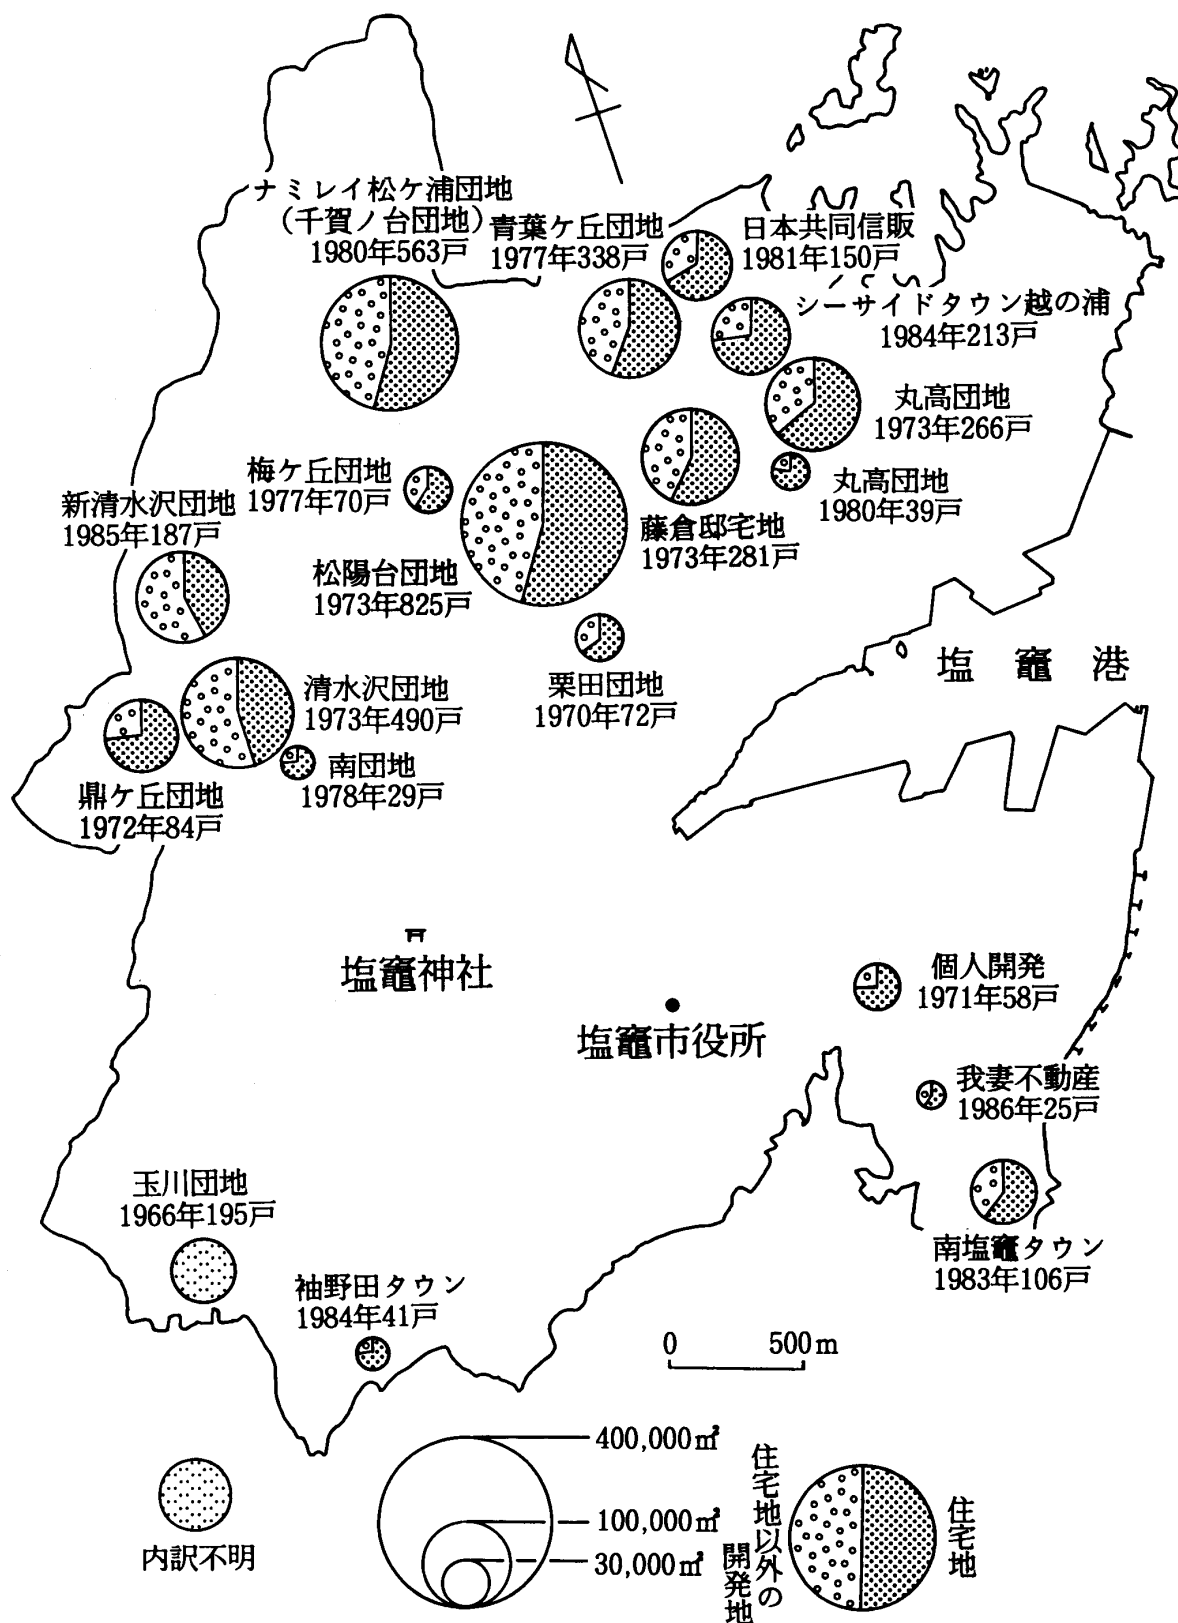 ナミレイ松ケ浦団地
(千賀ノ台団地)
1980年563戸
青葉ケ丘団地
1977年338戸
日本共同信販
1981年150戸
シーサイドタウン越の浦
1984年213戸
丸高団地
1973年266戸
丸高団地
1980年39戸
藤倉邸宅地
1973年281戸
梅ケ丘団地
1977年70戸
新清水沢団地
1985年187戸
松陽台団地
1973年825戸
栗田団地
1970年72戸
清水沢団地
1973年490戸
南団地
1978年29戸
鼎ケ丘団地
1972年84戸
塩竈港
塩竈神社
塩竈市役所
個人開発
1971年58戸
我妻不動産
1986年25戸
南塩竈タウン
1983年106戸
玉川団地
1966年195戸
袖野田タウン
1984年41戸
0 500m
内訳不明
400,000㎡
100,000㎡
30,000㎡
住宅地以外の
開発地
住宅地